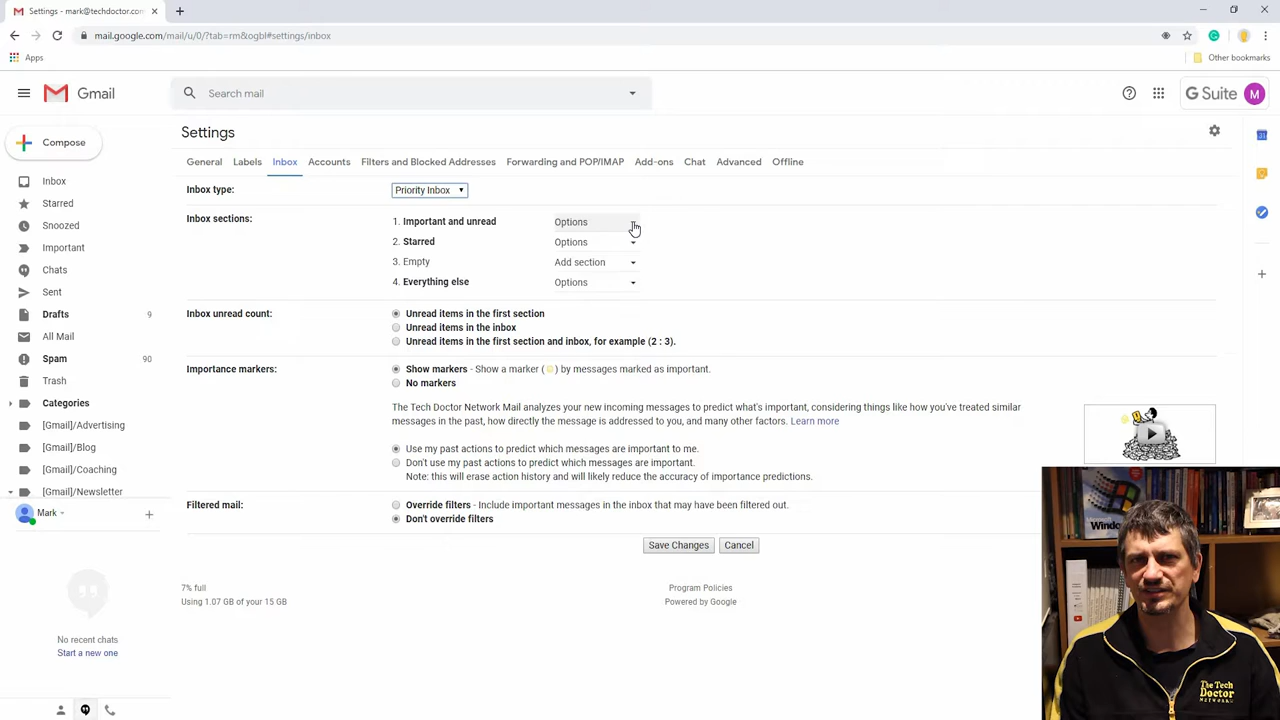 Settings - mark@techdoctor.com
mail.google.com/mail/u/0/?tab=rm&ogbl#settings/inbox
Apps
Other bookmarks
Gmail
Search mail
G Suite
M
Compose
Settings
General Labels Inbox Accounts Filters and Blocked Addresses Forwarding and POP/IMAP Add-ons Chat Advanced Offline
Inbox
Starred
Snoozed
Important
Chats
Sent
Drafts 9
All Mail
Spam 90
Trash
Categories
[Gmail]/Advertising
[Gmail]/Blog
[Gmail]/Coaching
[Gmail]/Newsletter
Mark
No recent chats
Start a new one
Inbox type: Priority Inbox
Inbox sections: 1. Important and unread Options
2. Starred Options
3. Empty Add section
4. Everything else Options
Inbox unread count: Unread items in the first section
Unread items in the inbox
Unread items in the first section and inbox, for example (2 : 3).
Importance markers: Show markers - Show a marker ( ) by messages marked as important.
No markers
The Tech Doctor Network Mail analyzes your new incoming messages to predict what's important, considering things like how you've treated similar
messages in the past, how directly the message is addressed to you, and many other factors. Learn more
Use my past actions to predict which messages are important to me.
Don't use my past actions to predict which messages are important.
Note: this will erase action history and will likely reduce the accuracy of importance predictions.
Filtered mail: Override filters - Include important messages in the inbox that may have been filtered out.
Don't override filters
Save Changes Cancel
7% full
Using 1.07 GB of your 15 GB
Program Policies
Powered by Google
Windo
The Tech
Doctor
NETWORK